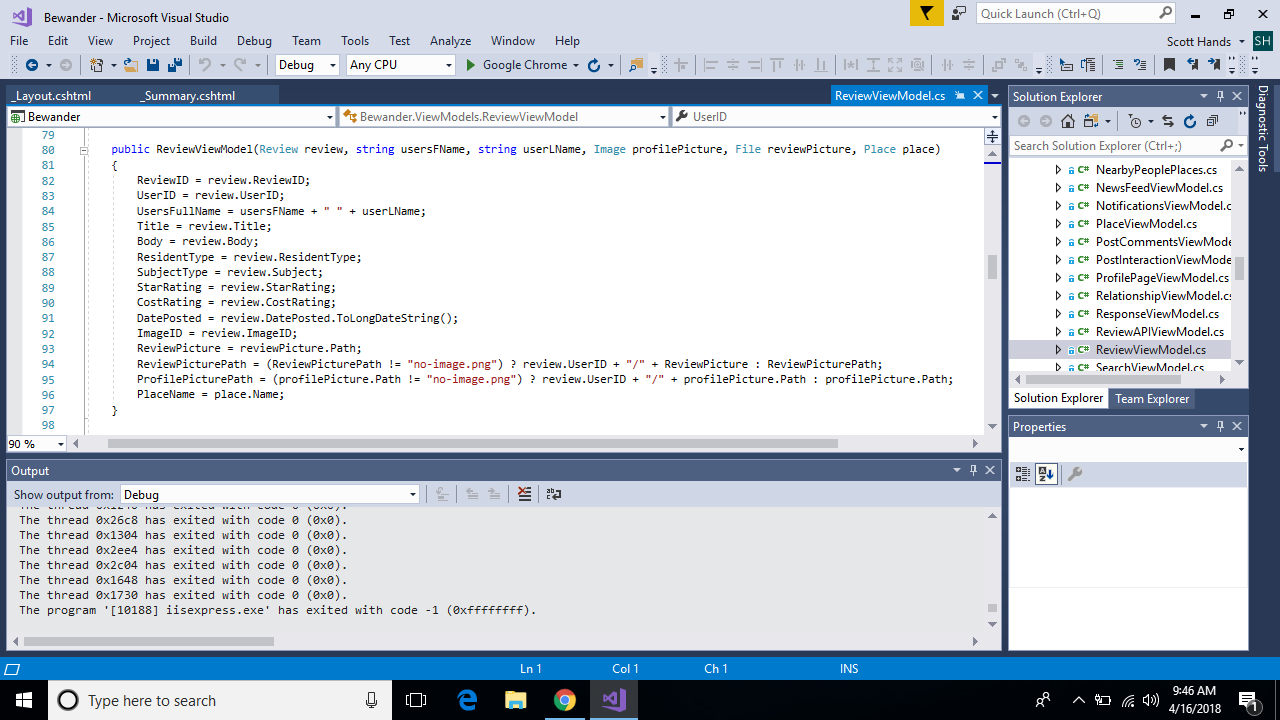 Bewander - Microsoft Visual Studio
Quick Launch (Ctrl+Q)
File Edit View Project Build Debug Team Tools Test Analyze Window Help
Scott Hands
SH
Debug
Any CPU
Google Chrome
_Layout.cshtml
_Summary.cshtml
ReviewViewModel.cs
Bewander
Bewander.ViewModels.ReviewViewModel
UserID
79
80 public ReviewViewModel(Review review, string usersFName, string userLName, Image profilePicture, File reviewPicture, Place place)
81 {
82 ReviewID = review.ReviewID;
83 UserID = review.UserID;
84 UsersFullName = usersFName + " " + userLName;
85 Title = review.Title;
86 Body = review.Body;
87 ResidentType = review.ResidentType;
88 SubjectType = review.Subject;
89 StarRating = review.StarRating;
90 CostRating = review.CostRating;
91 DatePosted = review.DatePosted.ToLongDateString();
92 ImageID = review.ImageID;
93 ReviewPicture = reviewPicture.Path;
94 ReviewPicturePath = (ReviewPicturePath != "no-image.png") ? review.UserID + "/" + ReviewPicture : ReviewPicturePath;
95 ProfilePicturePath = (profilePicture.Path != "no-image.png") ? review.UserID + "/" + profilePicture.Path : profilePicture.Path;
96 PlaceName = place.Name;
97 }
98
90 %
Output
Show output from: Debug
The thread 0x26c8 has exited with code 0 (0x0).
The thread 0x1304 has exited with code 0 (0x0).
The thread 0x2ee4 has exited with code 0 (0x0).
The thread 0x2c04 has exited with code 0 (0x0).
The thread 0x1648 has exited with code 0 (0x0).
The thread 0x1730 has exited with code 0 (0x0).
The program '[10188] iisexpress.exe' has exited with code -1 (0xffffffff).
Solution Explorer
Search Solution Explorer (Ctrl+;)
C# NearbyPeoplePlaces.cs
C# NewsFeedViewModel.cs
C# NotificationsViewModel.c
C# PlaceViewModel.cs
C# PostCommentsViewMode
C# PostInteractionViewMode
C# ProfilePageViewModel.cs
C# RelationshipViewModel.cs
C# ResponseViewModel.cs
C# ReviewAPIViewModel.cs
C# ReviewViewModel.cs
C# SearchViewModel.cs
Solution Explorer
Team Explorer
Properties
Diagnostic Tools
Ln 1
Col 1
Ch 1
INS
Type here to search
9:46 AM
4/16/2018
1